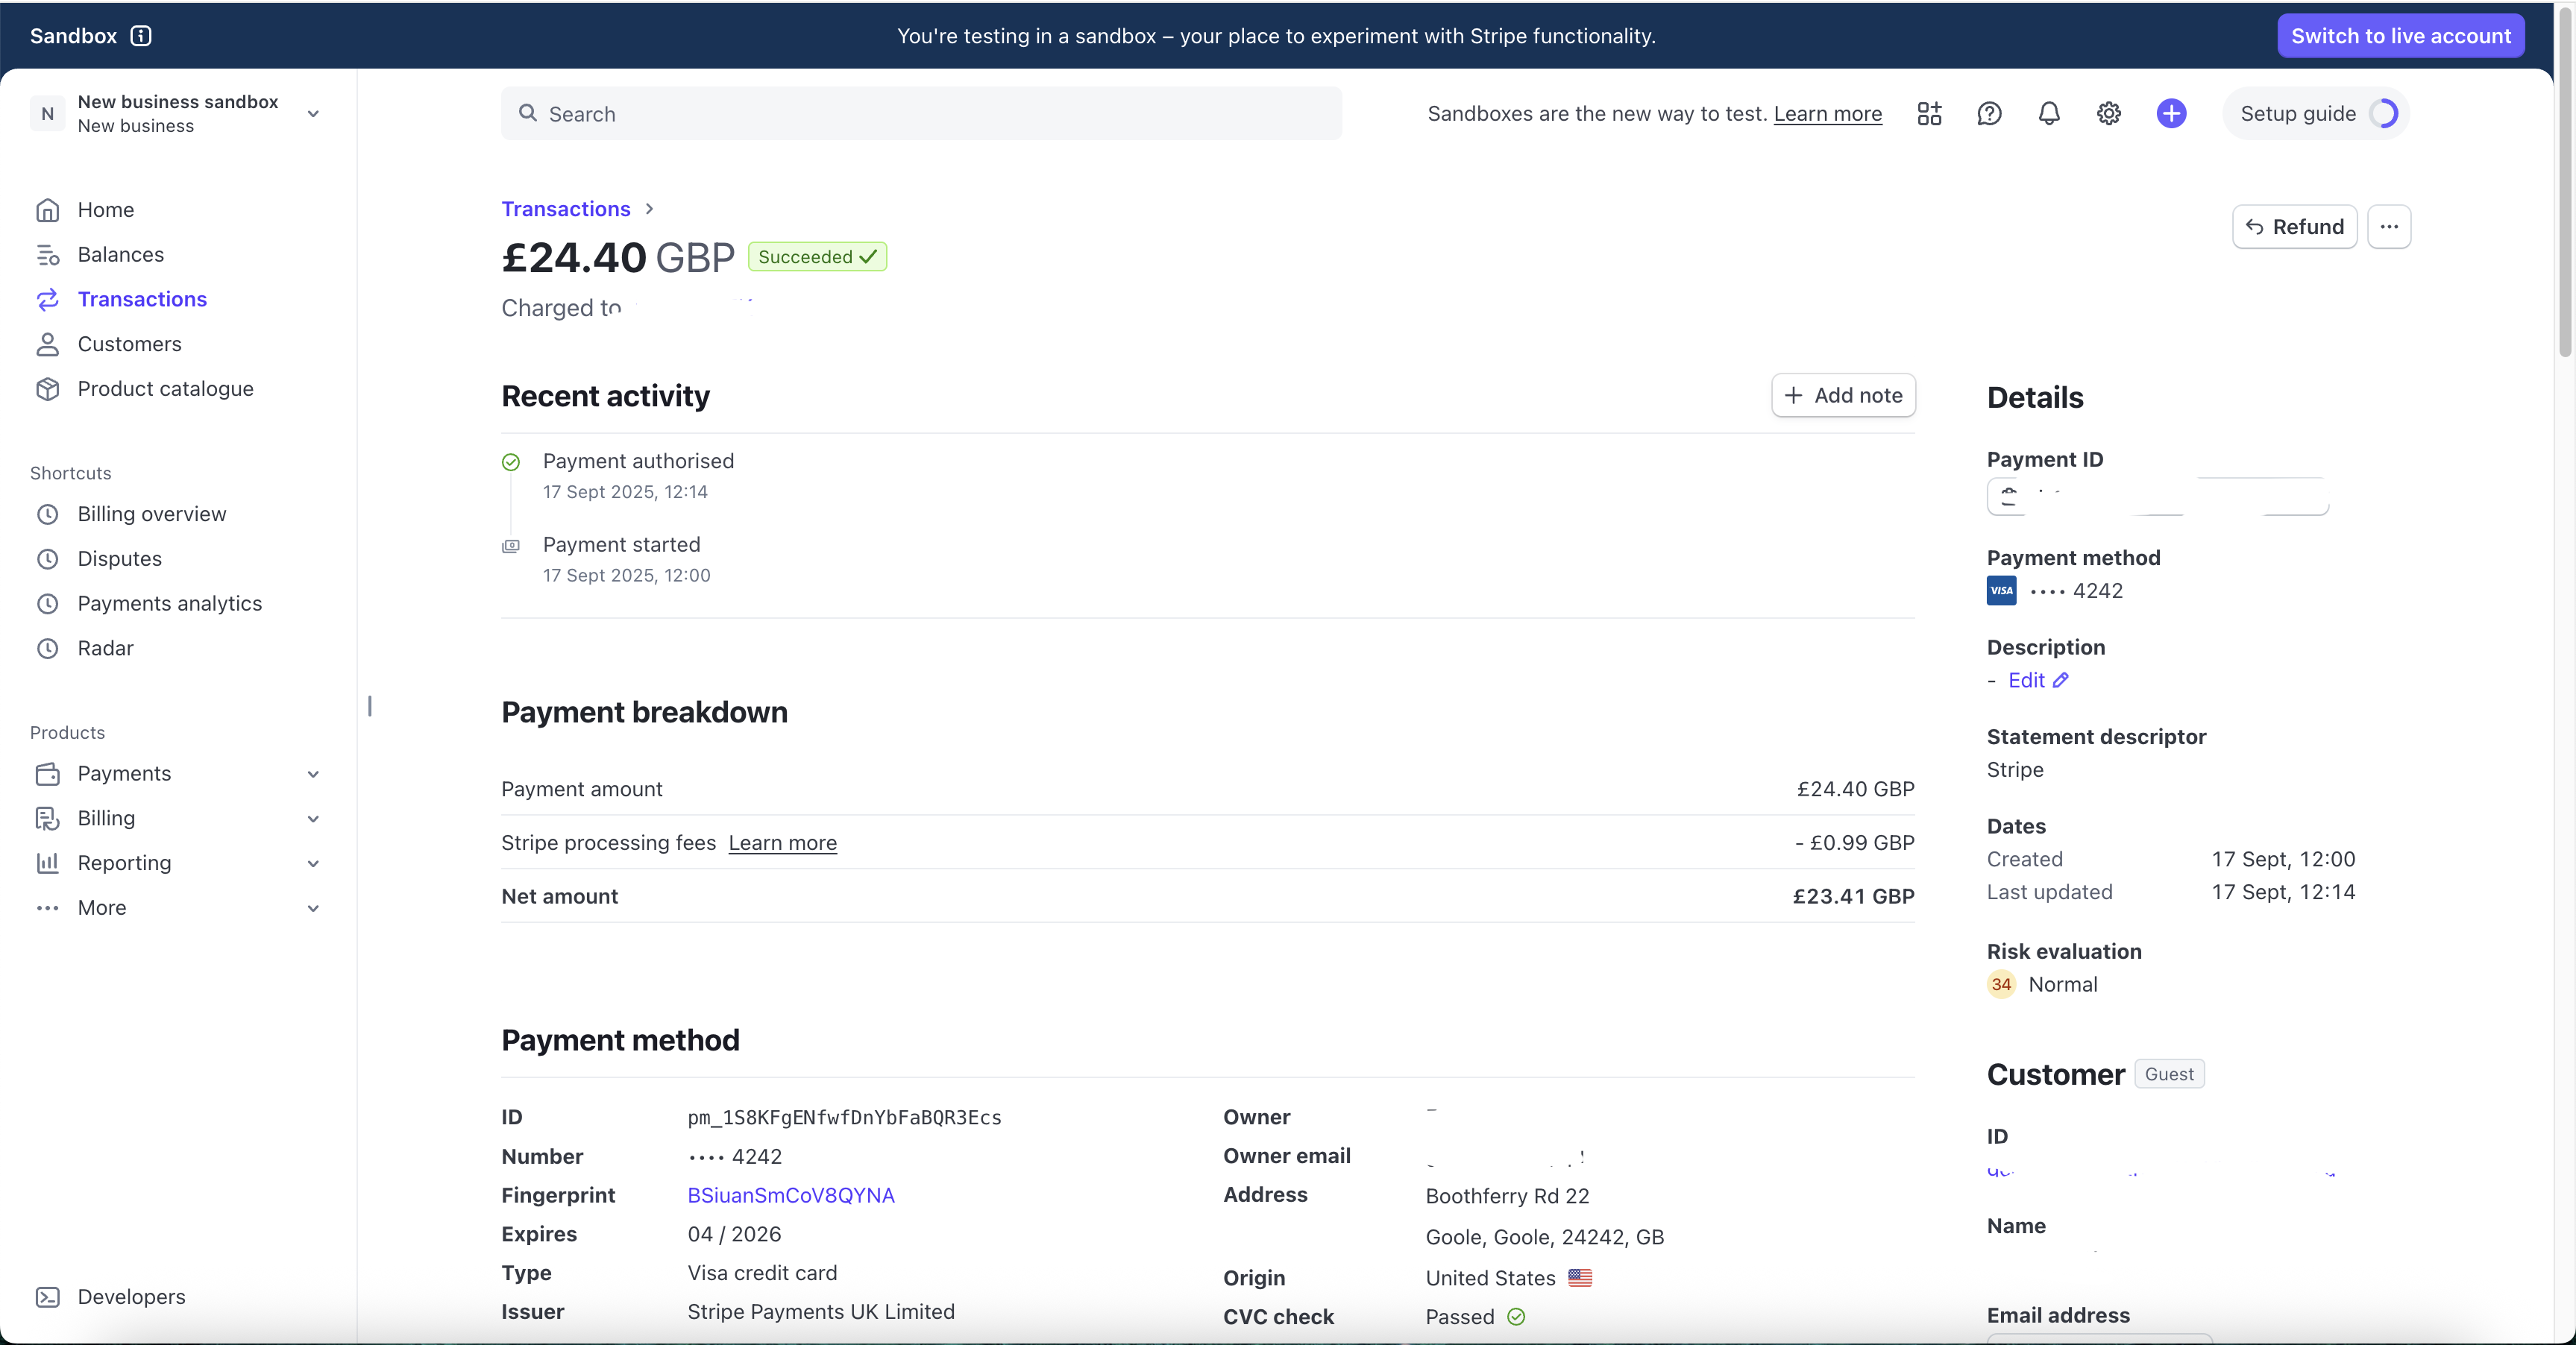 Sandbox
You're testing in a sandbox – your place to experiment with Stripe functionality.
Switch to live account
N
New business sandbox
New business
Search
Sandboxes are the new way to test. Learn more
Setup guide
Home
Balances
Transactions
Customers
Product catalogue
Shortcuts
Billing overview
Disputes
Payments analytics
Radar
Products
Payments
Billing
Reporting
More
Developers
Transactions
£24.40 GBP Succeeded
Refund
Charged to
Recent activity
Add note
Payment authorised
17 Sept 2025, 12:14
Payment started
17 Sept 2025, 12:00
Payment breakdown
Payment amount £24.40 GBP
Stripe processing fees Learn more - £0.99 GBP
Net amount £23.41 GBP
Payment method
ID pm_1S8KFgENfwfDnYbFaBQR3Ecs
Number •••• 4242
Fingerprint BSiuanSmCoV8QYNA
Expires 04 / 2026
Type Visa credit card
Issuer Stripe Payments UK Limited
Owner
Owner email
Address Boothferry Rd 22
Goole, Goole, 24242, GB
Origin United States
CVC check Passed
Details
Payment ID
Payment method
VISA •••• 4242
Description
- Edit
Statement descriptor
Stripe
Dates
Created 17 Sept, 12:00
Last updated 17 Sept, 12:14
Risk evaluation
34 Normal
Customer Guest
ID
Name
Email address